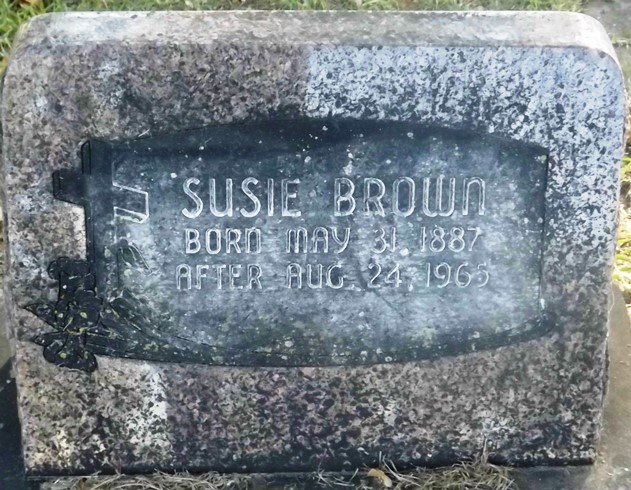 SUSIE BROWN
BORN MAY 31, 1887
AFTER AUG. 24, 1965